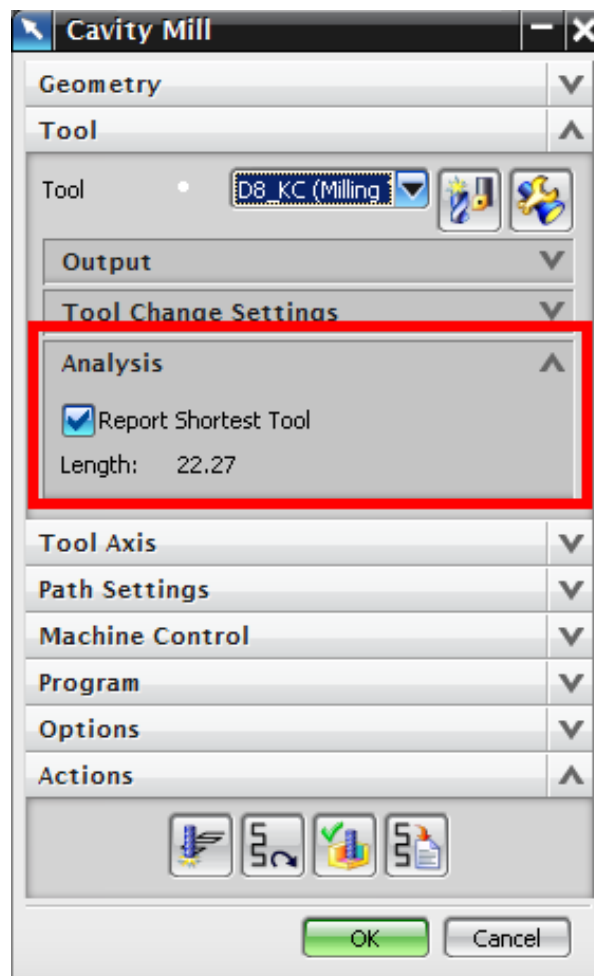 Cavity Mill
Geometry
Tool
Tool D8_KC (Milling
Output
Tool Change Settings
Analysis
Report Shortest Tool
Length: 22.27
Tool Axis
Path Settings
Machine Control
Program
Options
Actions
OK Cancel